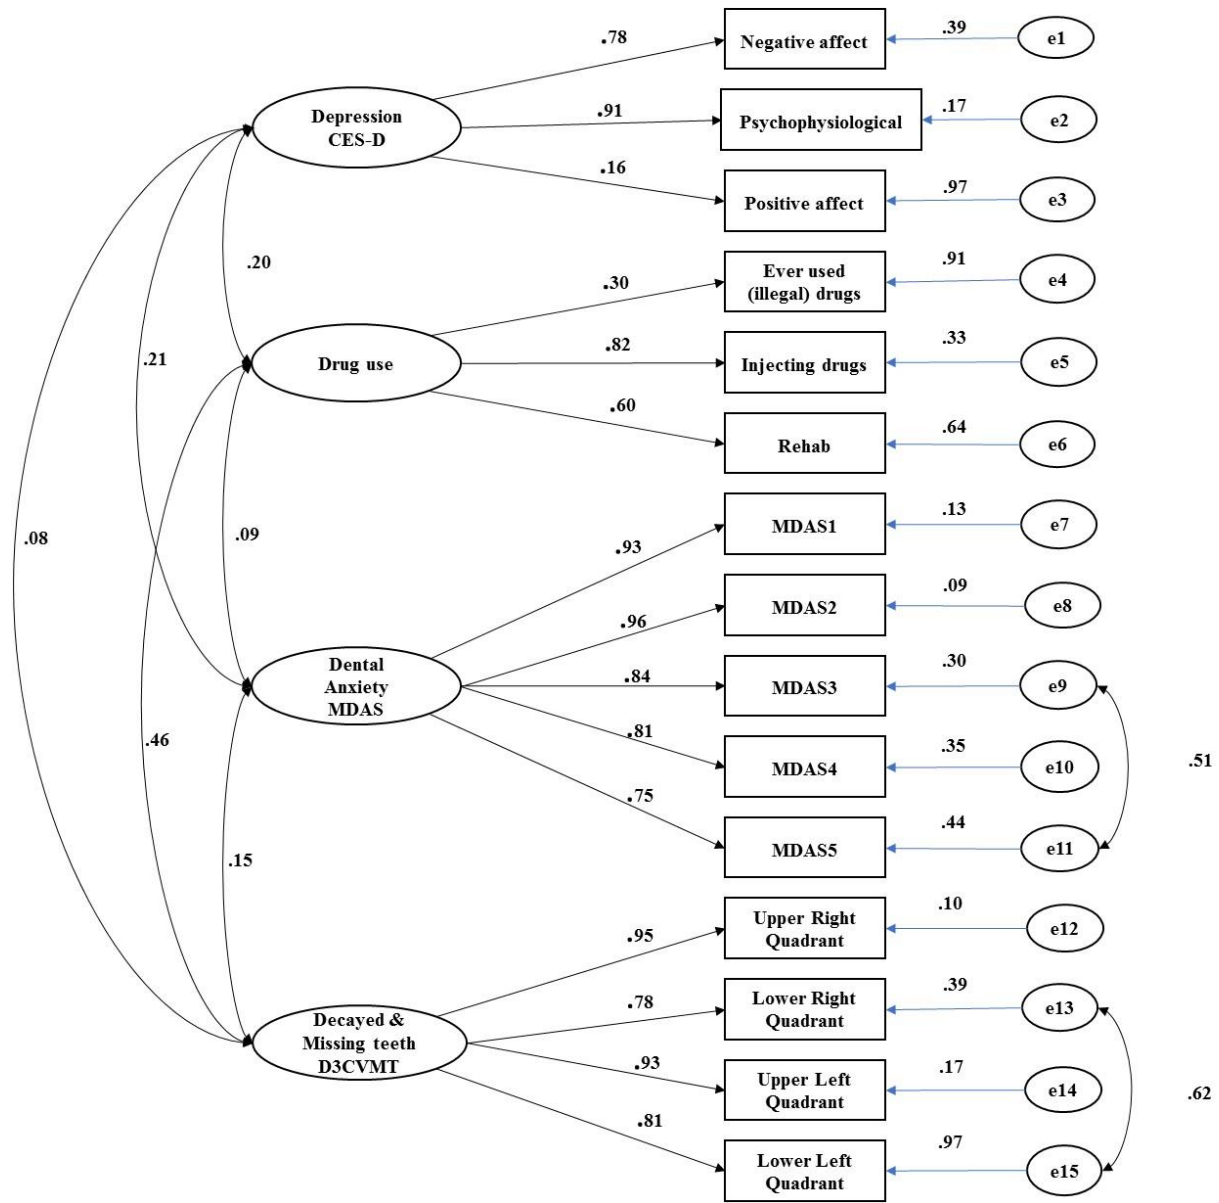 .78
Negative affect
.39
e1
Depression
CES-D
.91
Psychophysiological
.17
e2
.16
Positive affect
.97
e3
.20
.30
Ever used
(illegal) drugs
.91
e4
.21
Drug use
.82
Injecting drugs
.33
e5
.60
Rehab
.64
e6
.08
.09
.93
MDAS1
.13
e7
.96
MDAS2
.09
e8
Dental
Anxiety
MDAS
.84
MDAS3
.30
e9
.46
.81
MDAS4
.35
e10
.51
.75
MDAS5
.44
e11
.15
.95
Upper Right
Quadrant
.10
e12
Decayed &
Missing teeth
D3CVMT
.78
Lower Right
Quadrant
.39
e13
.93
Upper Left
Quadrant
.17
e14
.62
.81
Lower Left
Quadrant
.97
e15